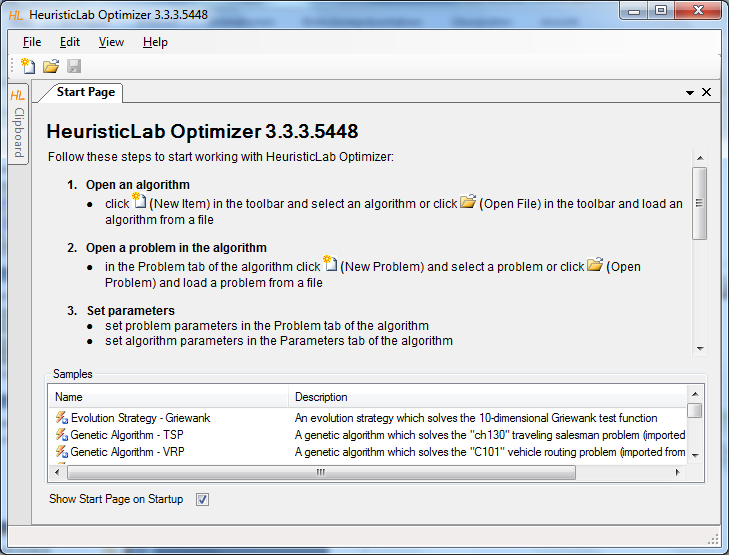 HL HeuristicLab Optimizer 3.3.3.5448
File Edit View Help
HL Clipboard
Start Page
HeuristicLab Optimizer 3.3.3.5448
Follow these steps to start working with HeuristicLab Optimizer:
1. Open an algorithm
• click (New Item) in the toolbar and select an algorithm or click (Open File) in the toolbar and load an
algorithm from a file
2. Open a problem in the algorithm
• in the Problem tab of the algorithm click (New Problem) and select a problem or click (Open
Problem) and load a problem from a file
3. Set parameters
• set problem parameters in the Problem tab of the algorithm
• set algorithm parameters in the Parameters tab of the algorithm
Samples
Name Description
Evolution Strategy - Griewank An evolution strategy which solves the 10-dimensional Griewank test function
Genetic Algorithm - TSP A genetic algorithm which solves the "ch130" traveling salesman problem (imported
Genetic Algorithm - VRP A genetic algorithm which solves the "C101" vehicle routing problem (imported from
Show Start Page on Startup